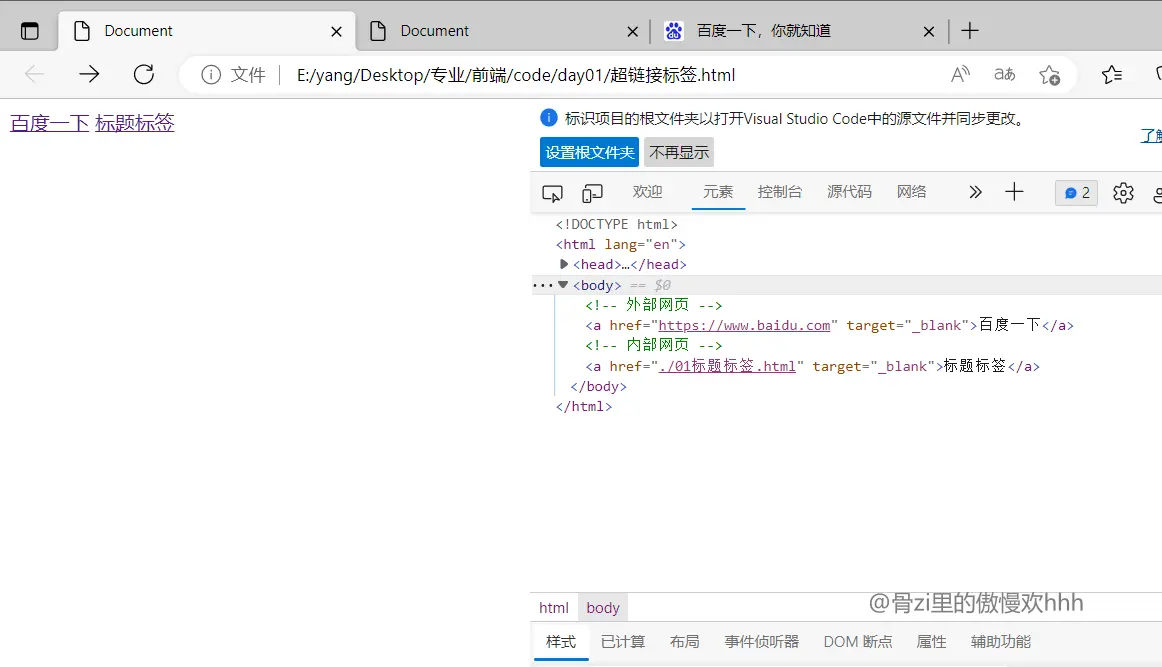 Document Document 百度一下，你就知道
文件 E:/yang/Desktop/专业/前端/code/day01/超链接标签.html aあ
百度一下 标题标签
标识项目的根文件夹以打开Visual Studio Code中的源文件并同步更改。
了解
设置根文件夹 不再显示
欢迎 元素 控制台 源代码 网络 2
<!DOCTYPE html>
<html lang="en">
<head>…</head>
<body> == $0
<!-- 外部网页 -->
<a href="https://www.baidu.com" target="_blank">百度一下</a>
<!-- 内部网页 -->
<a href="./01标题标签.html" target="_blank">标题标签</a>
</body>
</html>
html body
@骨zi里的傲慢欢hhh
样式 已计算 布局 事件侦听器 DOM 断点 属性 辅助功能